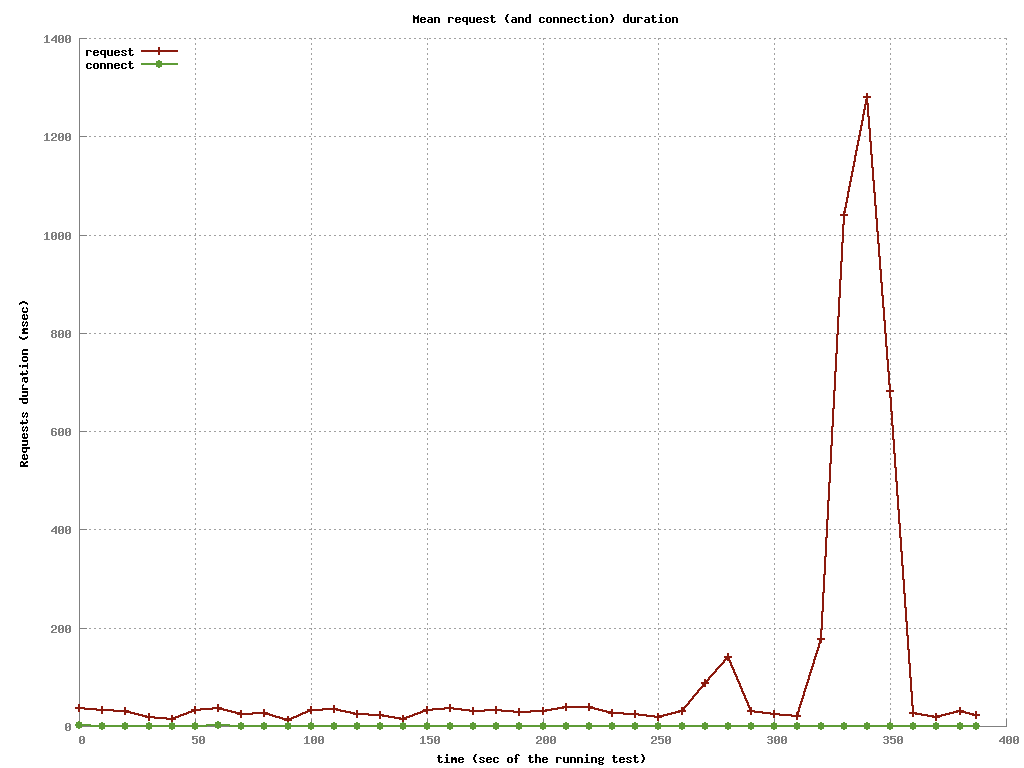 Mean request (and connection) duration
1400
request
connect
1200
1000
800
Requests duration (msec)
600
400
200
0
0 50 100 150 200 250 300 350 400
time (sec of the running test)